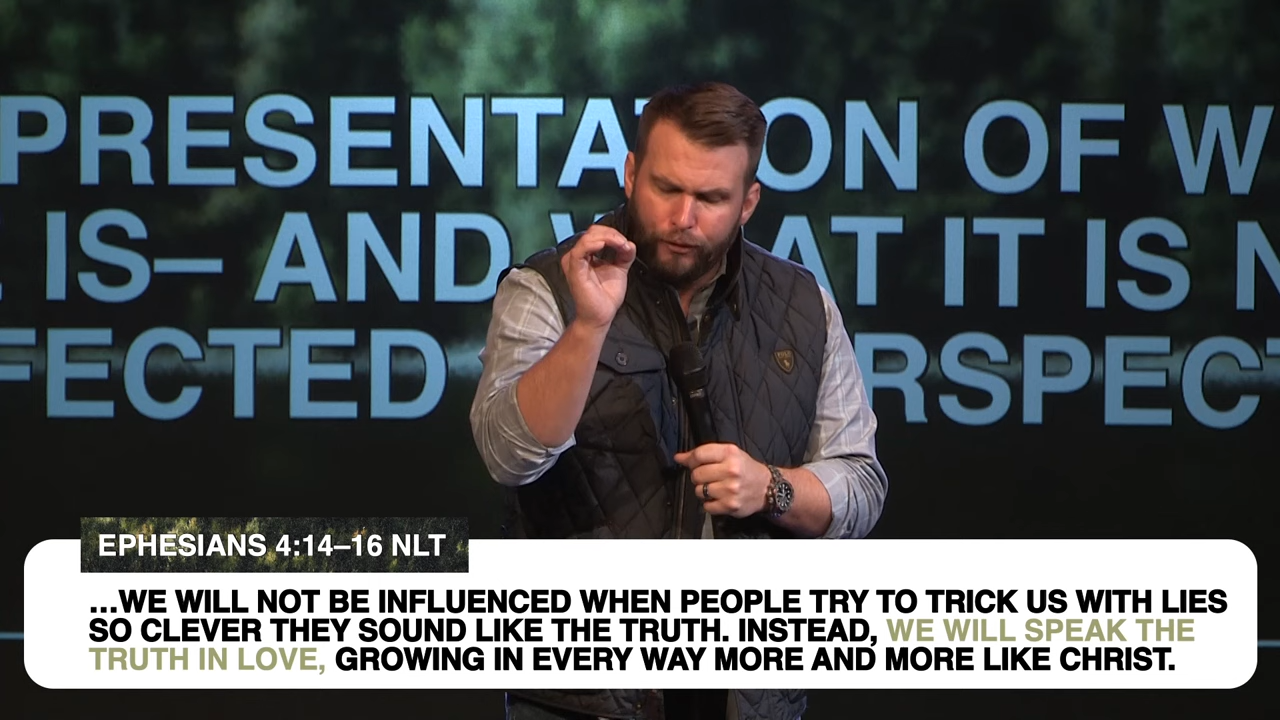 PRESENTATION OF W
IS— AND WHAT IT IS N
FECTED RSPECT
EPHESIANS 4:14–16 NLT
...WE WILL NOT BE INFLUENCED WHEN PEOPLE TRY TO TRICK US WITH LIES
SO CLEVER THEY SOUND LIKE THE TRUTH. INSTEAD, WE WILL SPEAK THE
TRUTH IN LOVE, GROWING IN EVERY WAY MORE AND MORE LIKE CHRIST.